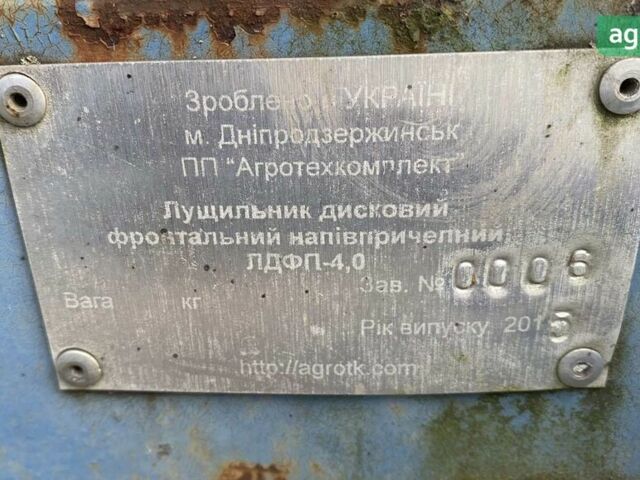 ag
Зроблено в УКРАЇНІ
м. Дніпродзержинськ
ПП "Агротехкомплект"
Лущильник дисковий
фронтальний напівпричепний
ЛДФП-4,0
Зав. № 0006
Вага кг
Рік випуску 2015
http://agrotk.com